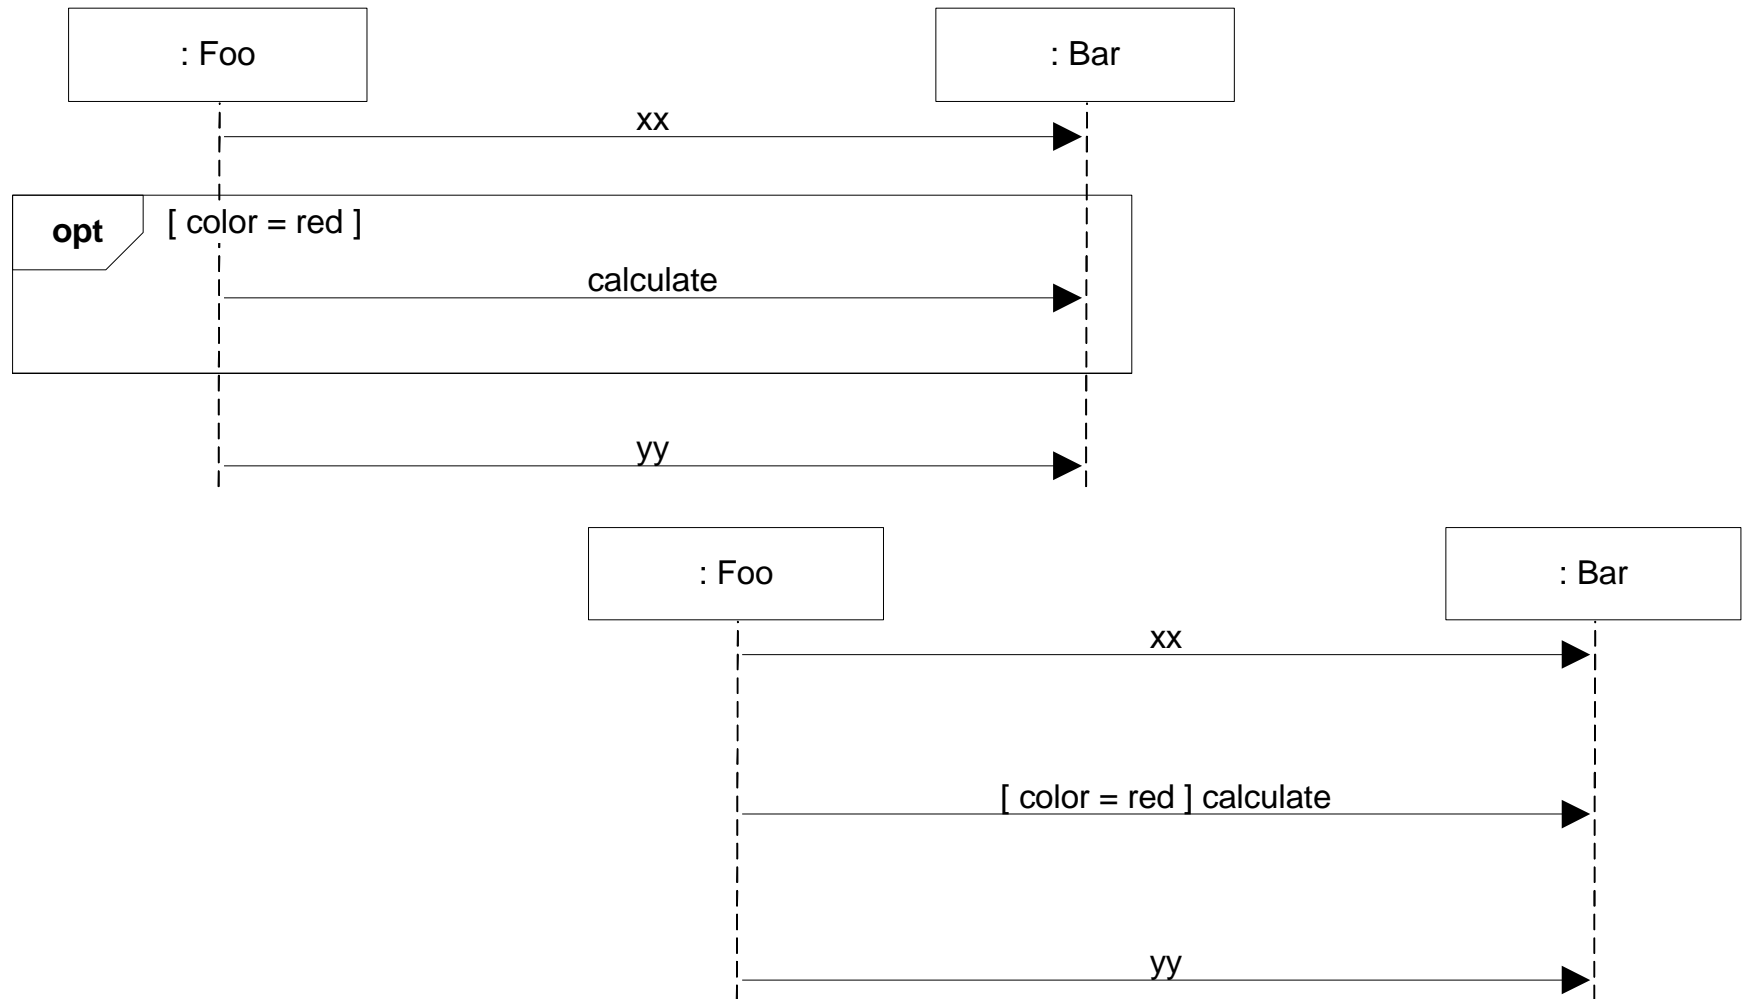 : Foo
: Bar
xx
opt
[ color = red ]
calculate
yy
: Foo
: Bar
xx
[ color = red ] calculate
yy